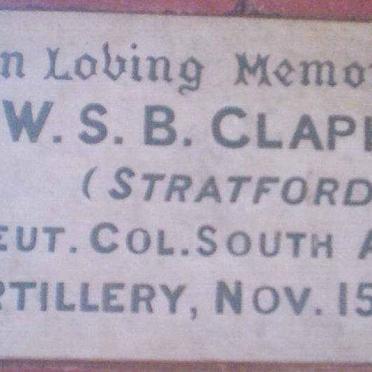 n Loving Memo
W. S. B. CLAP
(STRATFORD
EUT. COL. SOUTH A
RTILLERY, NOV. 15